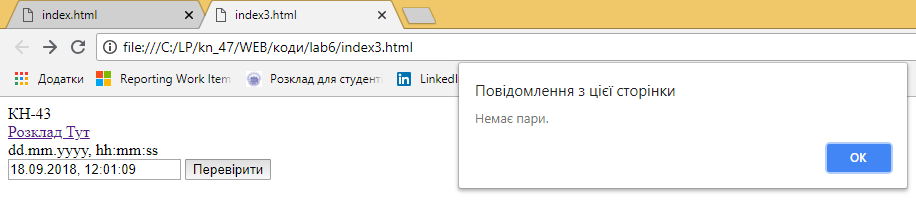 index.html
index3.html
file:///C:/LP/kn_47/WEB/коди/lab6/index3.html
Додатки Reporting Work Item Розклад для студент LinkedI
Повідомлення з цієї сторінки
Немає пари.
OK
КН-43
Розклад Тут
dd.mm.yyyy, hh:mm:ss
18.09.2018, 12:01:09 Перевірити